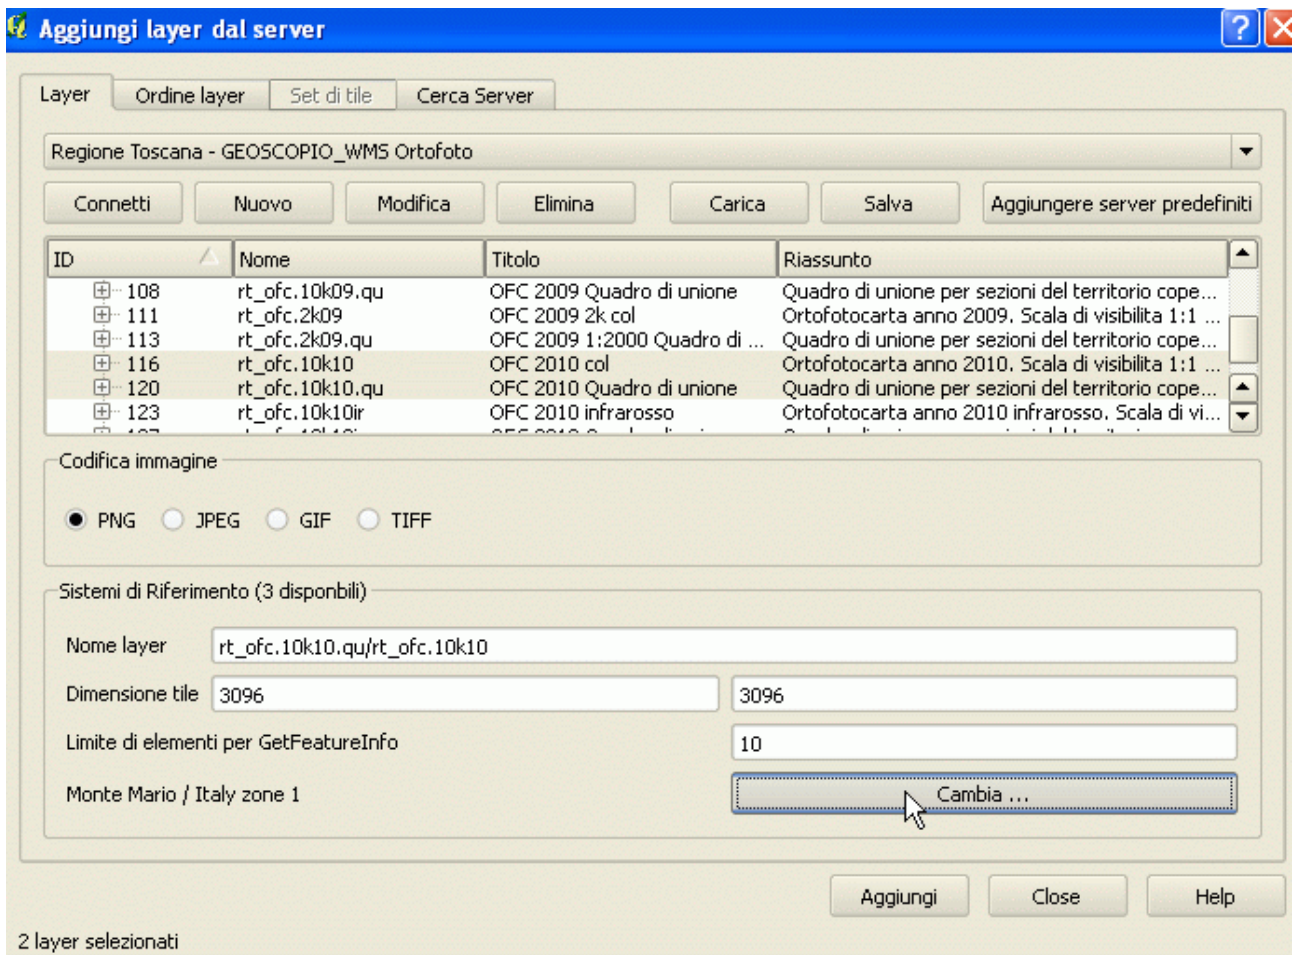 Aggiungi layer dal server
Layer Ordine layer Set di tile Cerca Server
Regione Toscana - GEOSCOPIO_WMS Ortofoto
Connetti Nuovo Modifica Elimina Carica Salva Aggiungere server predefiniti
ID Nome Titolo Riassunto
108 rt_ofc.10k09.qu OFC 2009 Quadro di unione Quadro di unione per sezioni del territorio cope...
111 rt_ofc.2k09 OFC 2009 2k col Ortofotocarta anno 2009. Scala di visibilita 1:1 ...
113 rt_ofc.2k09.qu OFC 2009 1:2000 Quadro di ... Quadro di unione per sezioni del territorio cope...
116 rt_ofc.10k10 OFC 2010 col Ortofotocarta anno 2010. Scala di visibilita 1:1 ...
120 rt_ofc.10k10.qu OFC 2010 Quadro di unione Quadro di unione per sezioni del territorio cope...
123 rt_ofc.10k10ir OFC 2010 infrarosso Ortofotocarta anno 2010 infrarosso. Scala di vi...
Codifica immagine
PNG JPEG GIF TIFF
Sistemi di Riferimento (3 disponbili)
Nome layer rt_ofc.10k10.qu/rt_ofc.10k10
Dimensione tile 3096 3096
Limite di elementi per GetFeatureInfo 10
Monte Mario / Italy zone 1 Cambia ...
Aggiungi Close Help
2 layer selezionati